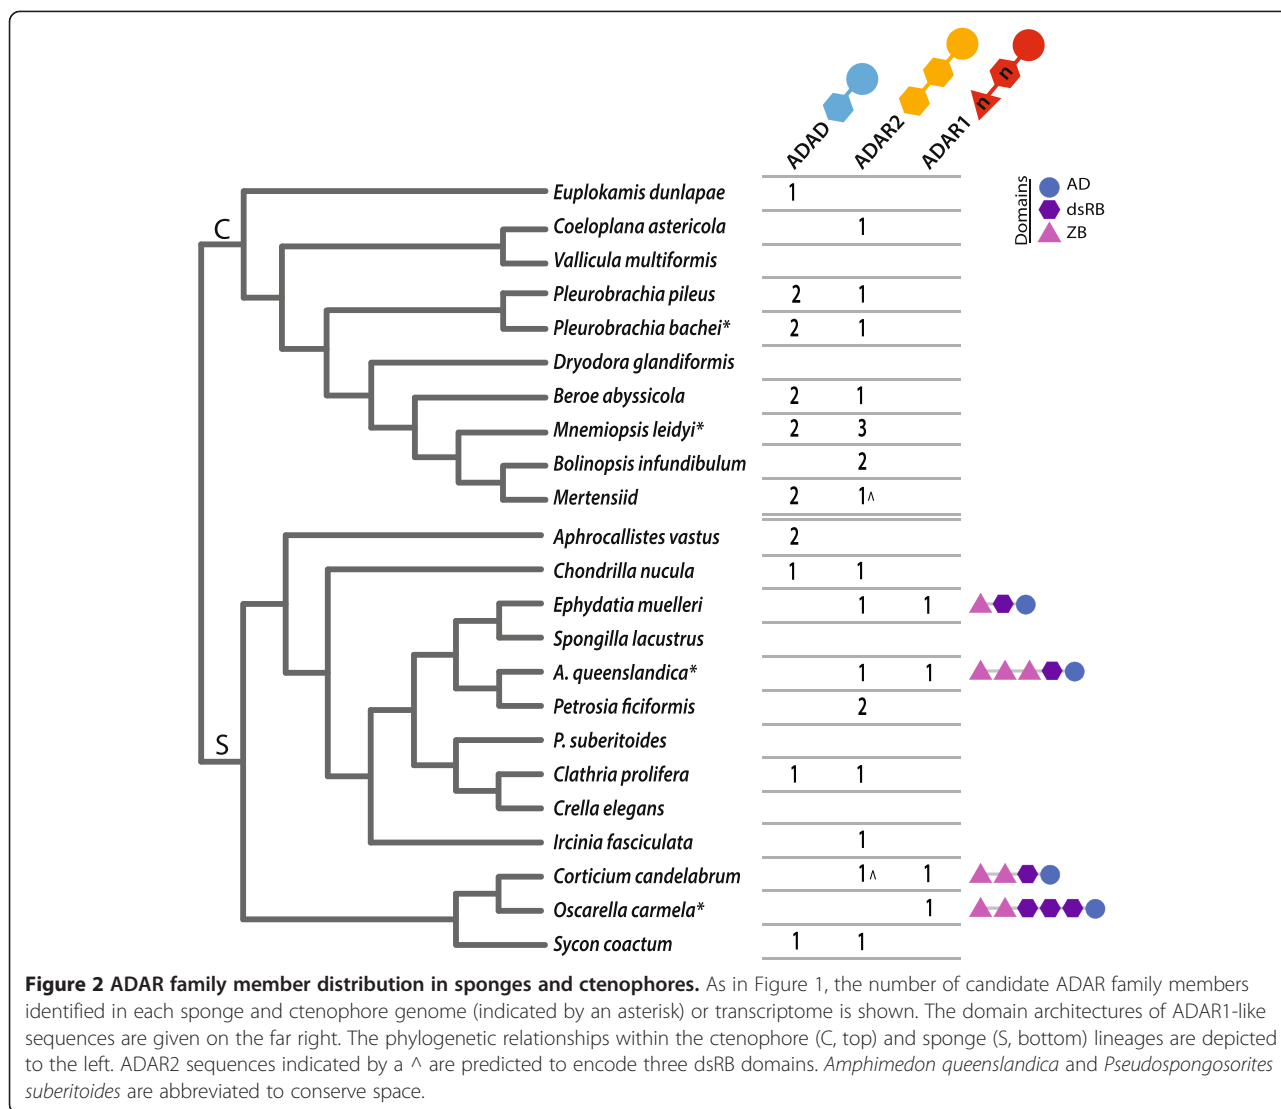 ADAD
ADAR2
ADAR1
n
n
Domains
AD
dsRB
ZB
C
Euplokamis dunlapae 1
Coeloplana astericola 1
Vallicula multiformis
Pleurobrachia pileus 2 1
Pleurobrachia bachei* 2 1
Dryodora glandiformis
Beroe abyssicola 2 1
Mnemiopsis leidyi* 2 3
Bolinopsis infundibulum 2
Mertensiid 2 1^
S
Aphrocallistes vastus 2
Chondrilla nucula 1 1
Ephydatia muelleri 1 1
Spongilla lacustrus
A. queenslandica* 1 1
Petrosia ficiformis 2
P. suberitoides
Clathria prolifera 1 1
Crella elegans
Ircinia fasciculata 1
Corticium candelabrum 1^ 1
Oscarella carmela* 1
Sycon coactum 1 1
Figure 2 ADAR family member distribution in sponges and ctenophores. As in Figure 1, the number of candidate ADAR family members
identified in each sponge and ctenophore genome (indicated by an asterisk) or transcriptome is shown. The domain architectures of ADAR1-like
sequences are given on the far right. The phylogenetic relationships within the ctenophore (C, top) and sponge (S, bottom) lineages are depicted
to the left. ADAR2 sequences indicated by a ^ are predicted to encode three dsRB domains. Amphimedon queenslandica and Pseudospongosorites
suberitoides are abbreviated to conserve space.